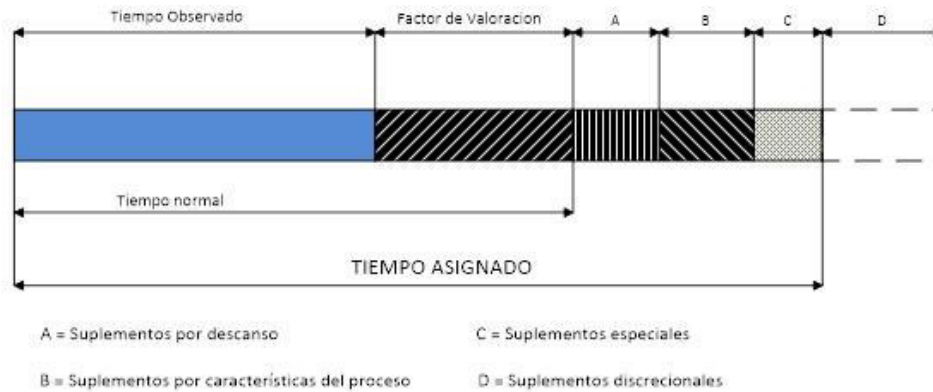 Tiempo Observado Factor de Valoracion A B C D
Tiempo normal
TIEMPO ASIGNADO
A = Suplementos por descanso C = Suplementos especiales
B = Suplementos por características del proceso D = Suplementos discrecionales